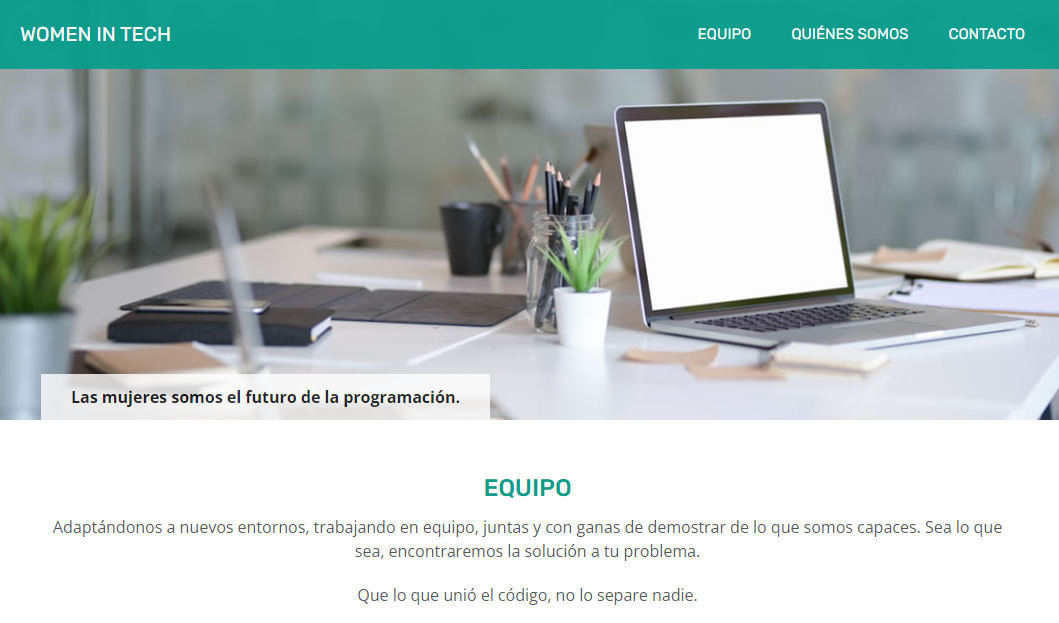 WOMEN IN TECH
EQUIPO
QUIÉNES SOMOS
CONTACTO
Las mujeres somos el futuro de la programación.
EQUIPO
Adaptándonos a nuevos entornos, trabajando en equipo, juntas y con ganas de demostrar de lo que somos capaces. Sea lo que
sea, encontraremos la solución a tu problema.
Que lo que unió el código, no lo separe nadie.